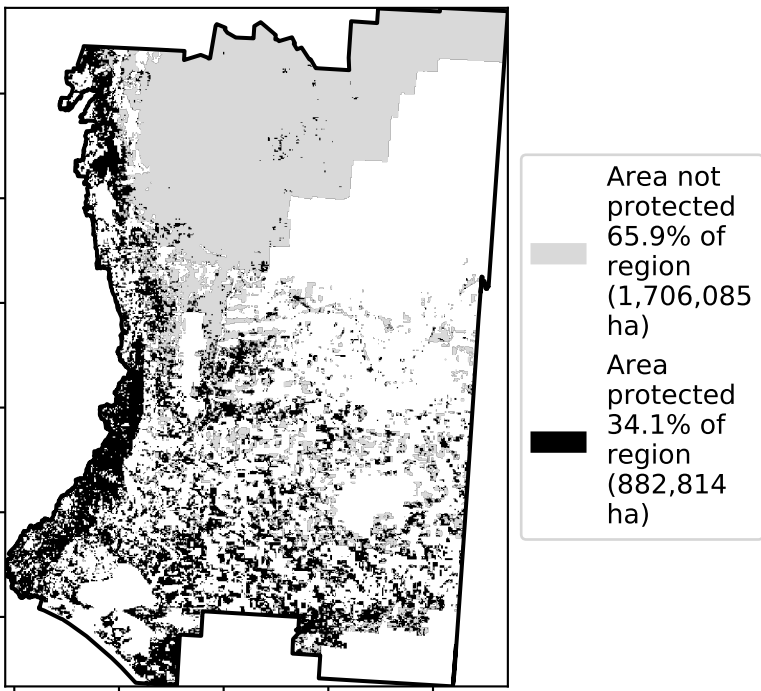 Area not
protected
65.9% of
region
(1,706,085
ha)
Area
protected
34.1% of
region
(882,814
ha)